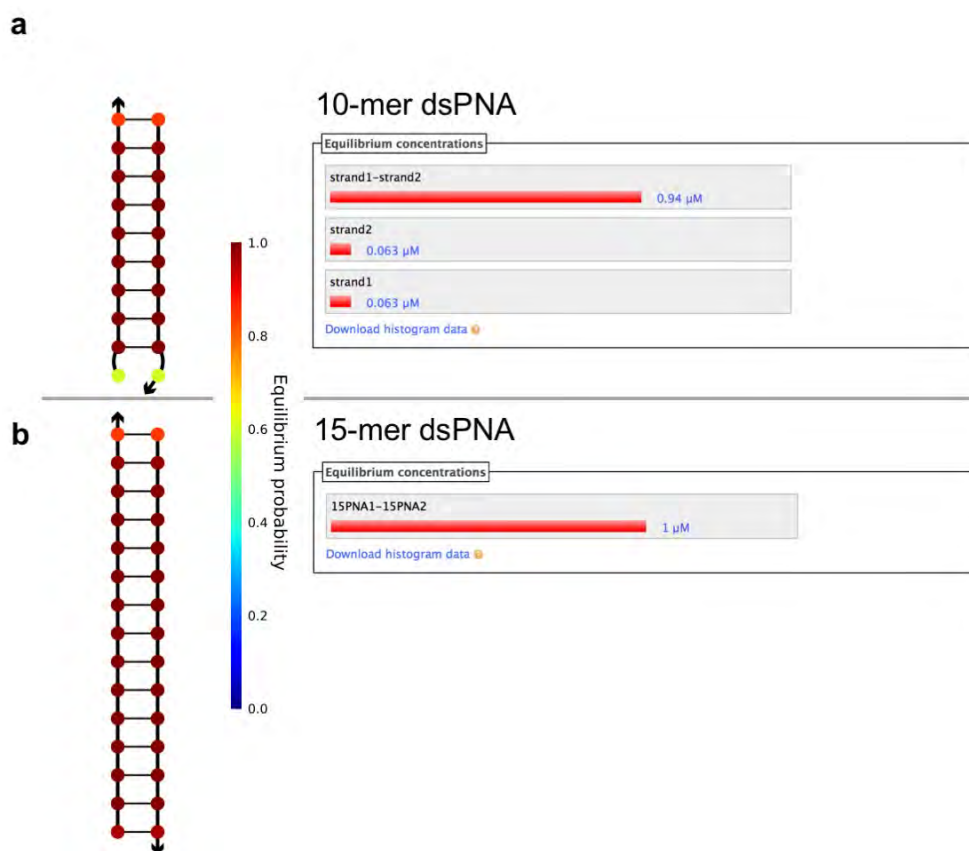 a
10-mer dsPNA
Equilibrium concentrations
strand1-strand2
0.94 µM
strand2
0.063 µM
strand1
0.063 µM
Download histogram data
1.0
0.8
0.6
0.4
0.2
0.0
Equilibrium probability
b
15-mer dsPNA
Equilibrium concentrations
15PNA1-15PNA2
1 µM
Download histogram data